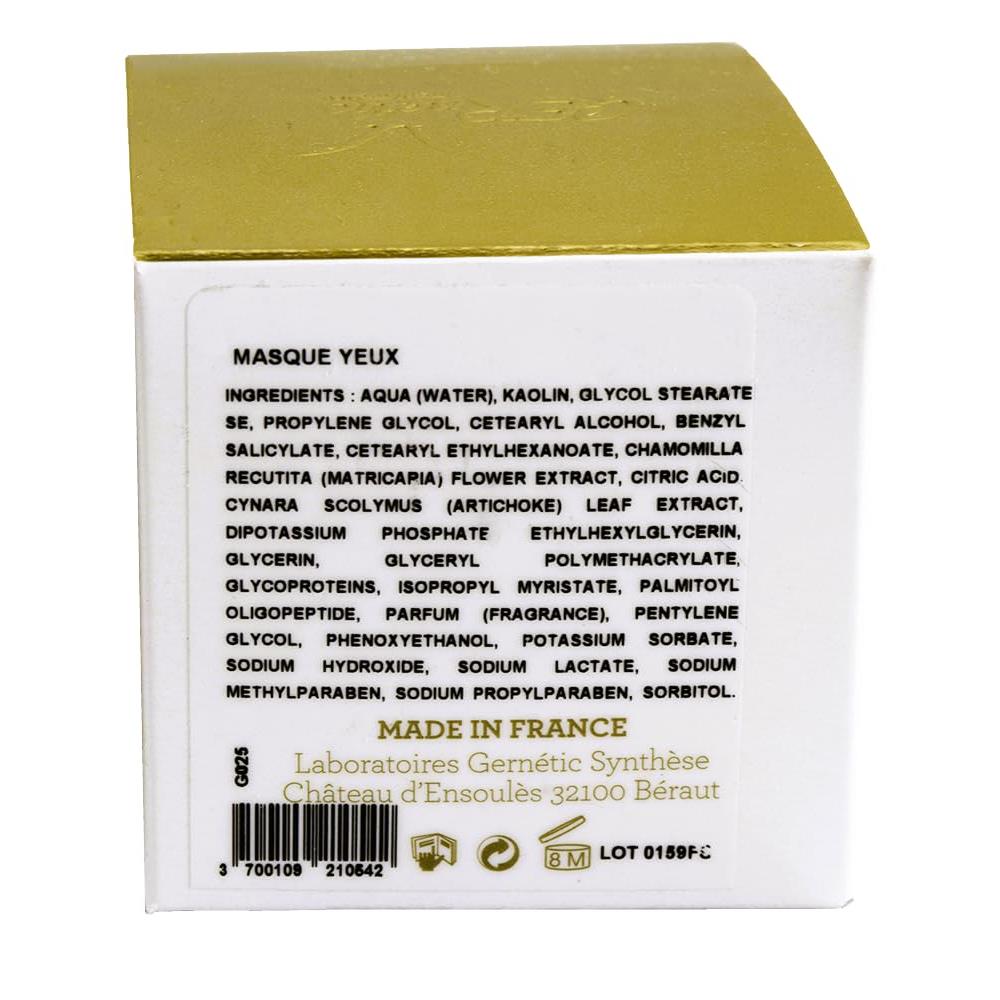 MASQUE YEUX
INGREDIENTS : AQUA (WATER), KAOLIN, GLYCOL STEARATE
SE, PROPYLENE GLYCOL, CETEARYL ALCOHOL, BENZYL
SALICYLATE, CETEARYL ETHYLHEXANOATE, CHAMOMILLA
RECUTITA (MATRICAPIA) FLOWER EXTRACT, CITRIC ACID.
CYNARA SCOLYMUS (ARTICHOKE) LEAF EXTRACT,
DIPOTASSIUM PHOSPHATE ETHYLHEXYLGLYCERIN,
GLYCERIN, GLYCERYL POLYMETHACRYLATE,
GLYCOPROTEINS, ISOPROPYL MYRISTATE, PALMITOYL
OLIGOPEPTIDE, PARFUM (FRAGRANCE), PENTYLENE
GLYCOL, PHENOXYETHANOL, POTASSIUM SORBATE,
SODIUM HYDROXIDE, SODIUM LACTATE, SODIUM
METHYLPARABEN, SODIUM PROPYLPARABEN, SORBITOL.
MADE IN FRANCE
Laboratoires Gernétic Synthèse
Château d'Ensoulès 32100 Béraut
G025
3 700109 210642
8 M
LOT